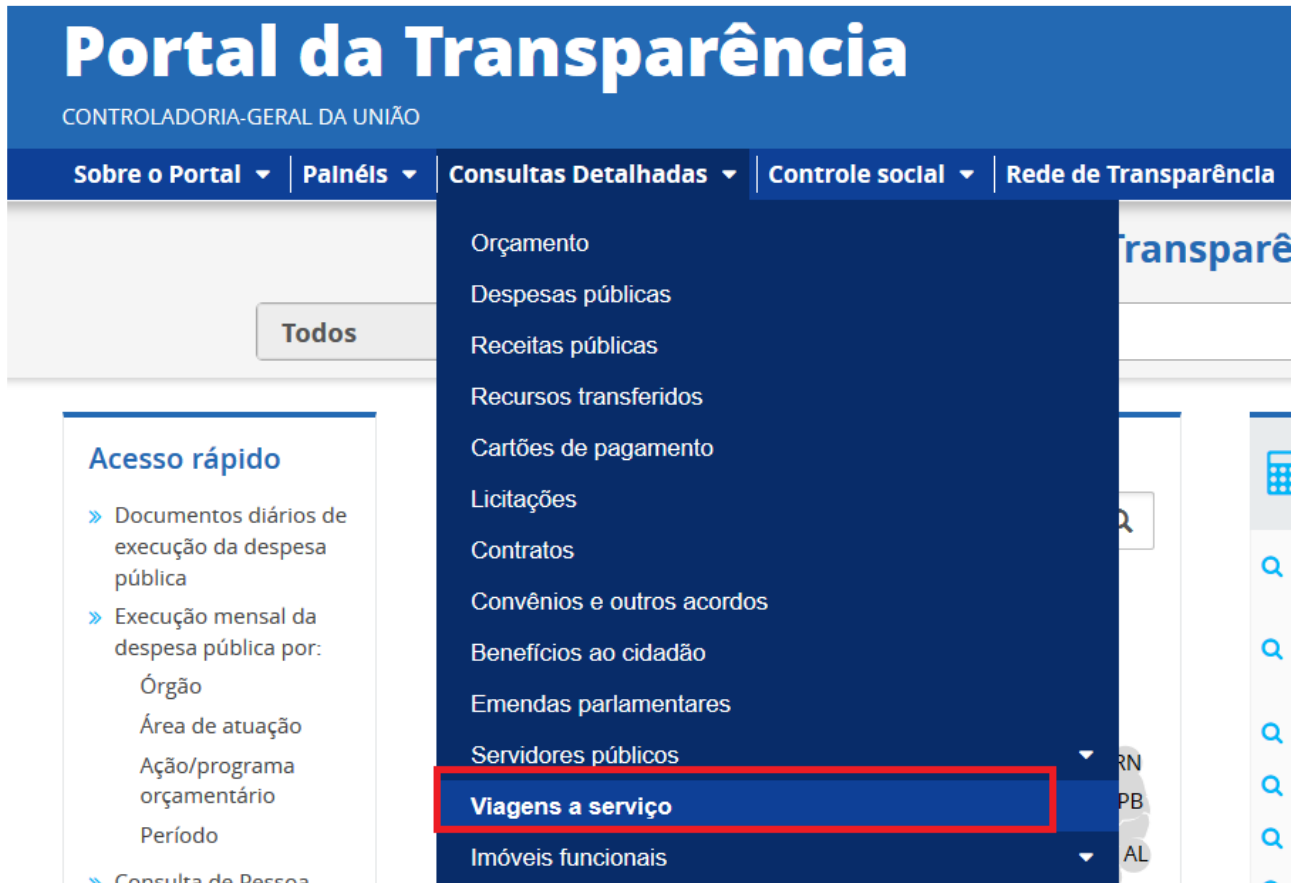 Portal da Transparência
CONTROLADORIA-GERAL DA UNIÃO
Sobre o Portal
Painéis
Consultas Detalhadas
Controle social
Rede de Transparência
Orçamento
Despesas públicas
Receitas públicas
Recursos transferidos
Cartões de pagamento
Licitações
Contratos
Convênios e outros acordos
Benefícios ao cidadão
Emendas parlamentares
Servidores públicos
Viagens a serviço
Imóveis funcionais
Todos
Acesso rápido
Documentos diários de
execução da despesa
pública
Execução mensal da
despesa pública por:
Órgão
Área de atuação
Ação/programa
orçamentário
Período
Consulta de Pessoa
RN
PB
AL